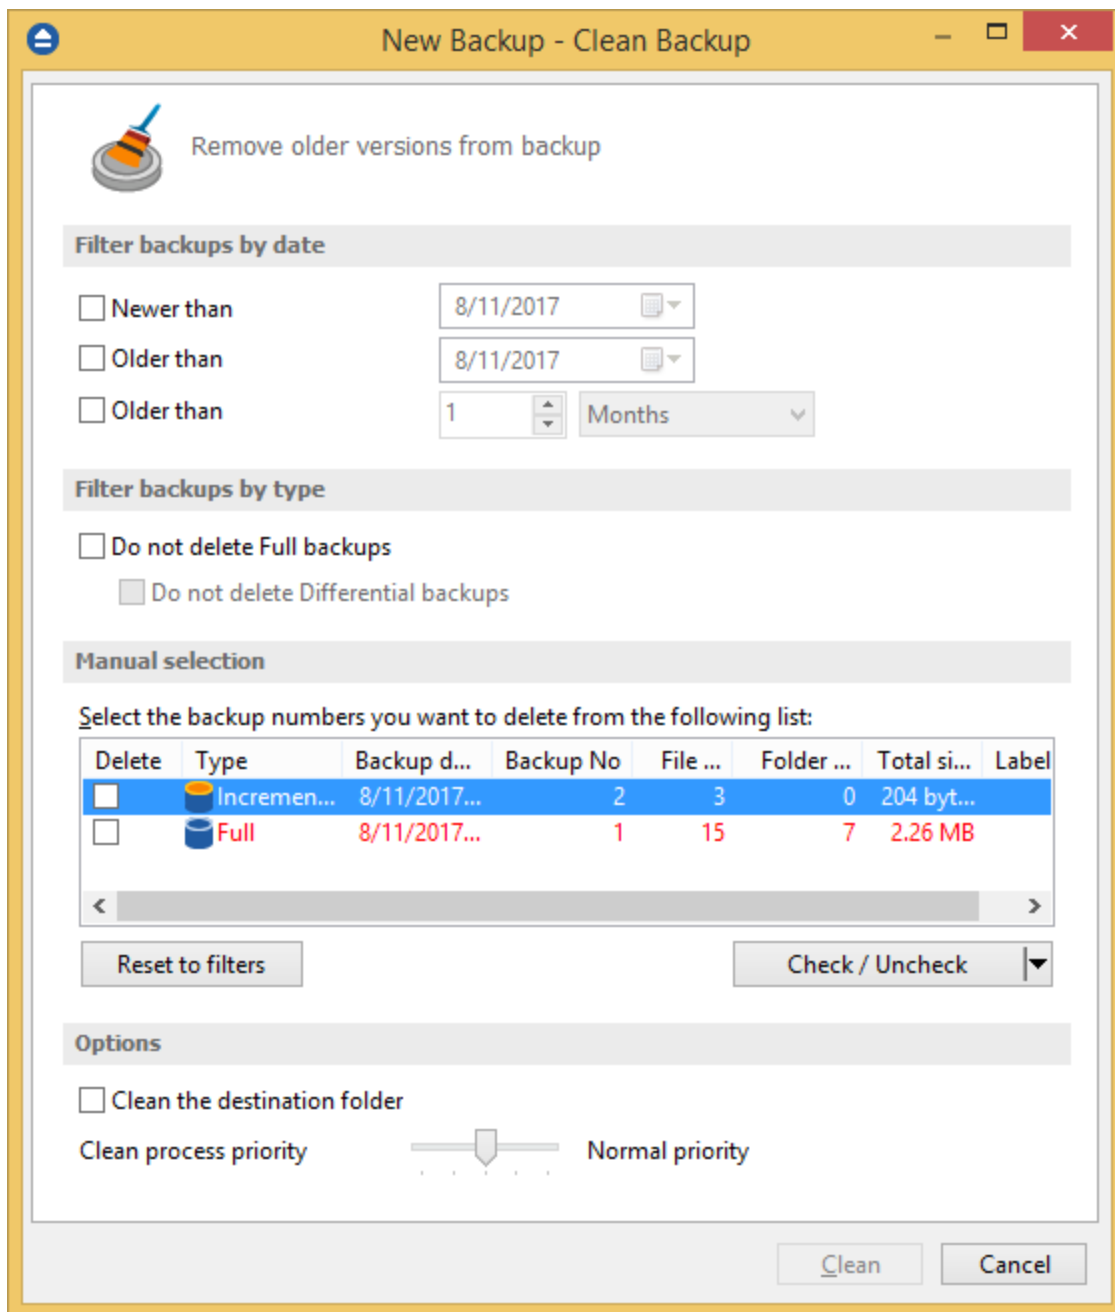 New Backup - Clean Backup
Remove older versions from backup
Filter backups by date
Newer than 8/11/2017
Older than 8/11/2017
Older than 1 Months
Filter backups by type
Do not delete Full backups
Do not delete Differential backups
Manual selection
Select the backup numbers you want to delete from the following list:
Delete Type Backup d... Backup No File ... Folder ... Total si... Label
Incremen... 8/11/2017... 2 3 0 204 byt...
Full 8/11/2017... 1 15 7 2.26 MB
Reset to filters Check / Uncheck
Options
Clean the destination folder
Clean process priority Normal priority
Clean Cancel